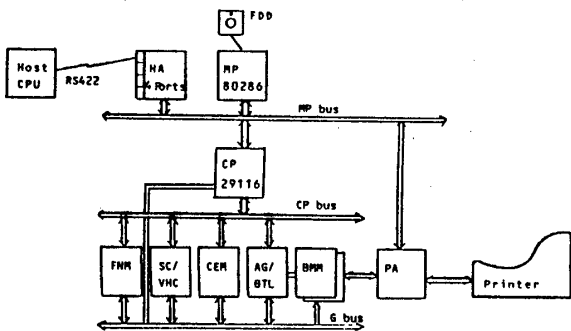 FDD
Host
CPU
RS422
HA
4 Ports
MP
80286
MP bus
CP
29116
CP bus
FNM
SC/
VHC
CEM
AG/
BTL
BMM
PA
Printer
G bus